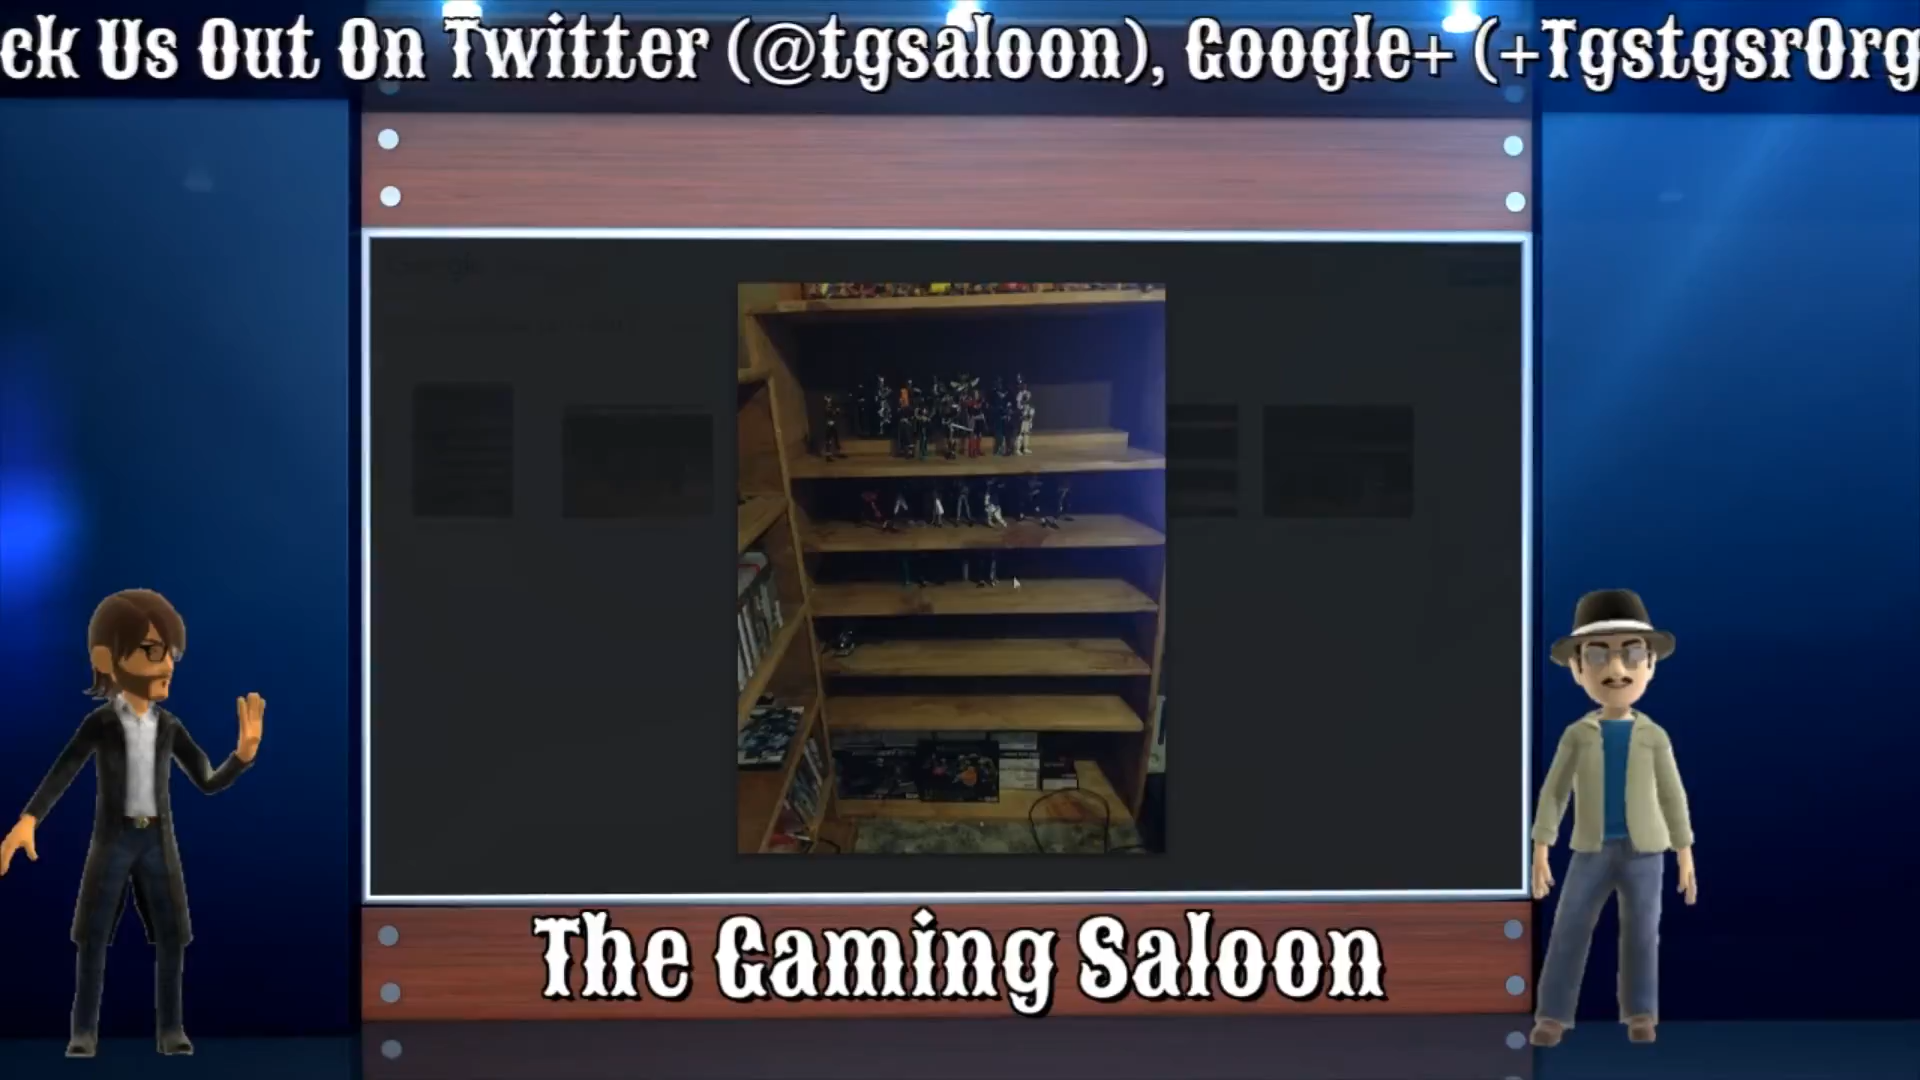 ck Us Out On Twitter (@tgsaloon), Google+ (+TgstgsrOrg
The Gaming Saloon